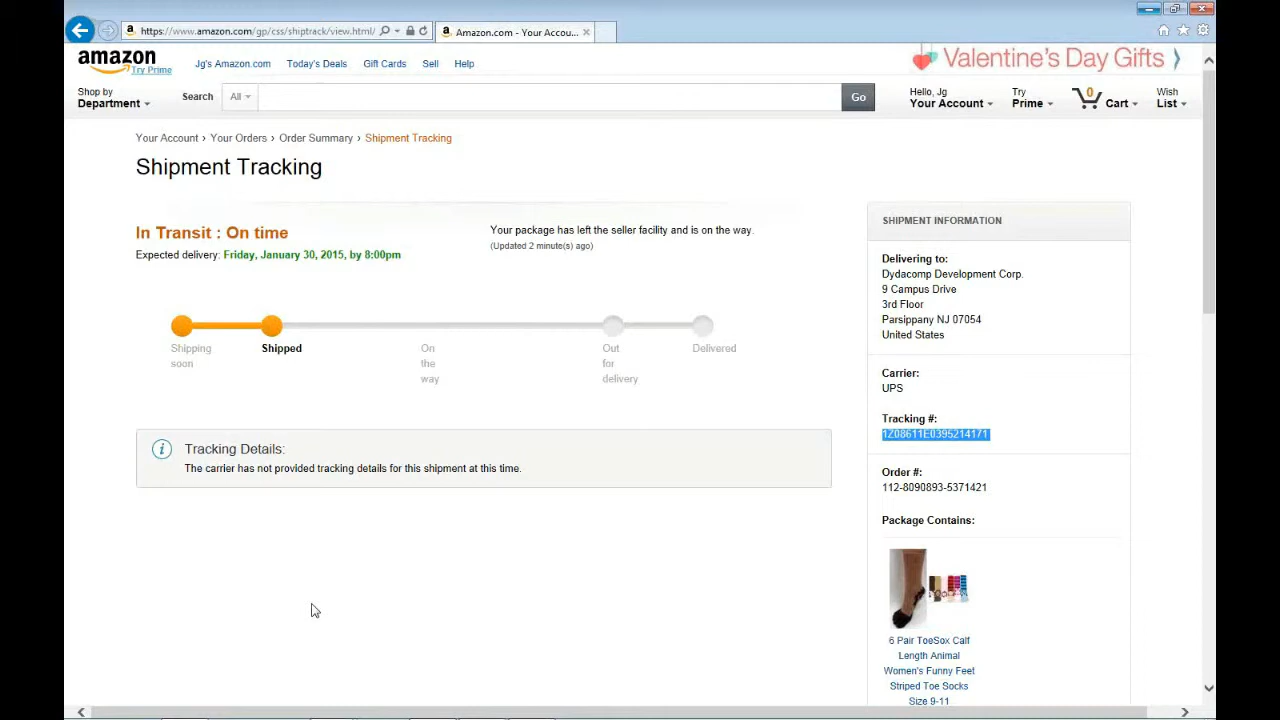 https://www.amazon.com/gp/css/shiptrack/view.html/
Amazon.com - Your Accou...
amazon
Try Prime
Jg's Amazon.com
Today's Deals
Gift Cards
Sell
Help
Valentine's Day Gifts
Shop by
Department
Search
All
Go
Hello, Jg
Your Account
Try
Prime
0
Cart
Wish
List
Your Account › Your Orders › Order Summary › Shipment Tracking
Shipment Tracking
In Transit : On time
Expected delivery: Friday, January 30, 2015, by 8:00pm
Your package has left the seller facility and is on the way.
(Updated 2 minute(s) ago)
Shipping
soon
Shipped
On
the
way
Out
for
delivery
Delivered
i
Tracking Details:
The carrier has not provided tracking details for this shipment at this time.
SHIPMENT INFORMATION
Delivering to:
Dydacomp Development Corp.
9 Campus Drive
3rd Floor
Parsippany NJ 07054
United States
Carrier:
UPS
Tracking #:
1Z08611E0395214171
Order #:
112-8090893-5371421
Package Contains:
6 Pair ToeSox Calf
Length Animal
Women's Funny Feet
Striped Toe Socks
Size 9-11